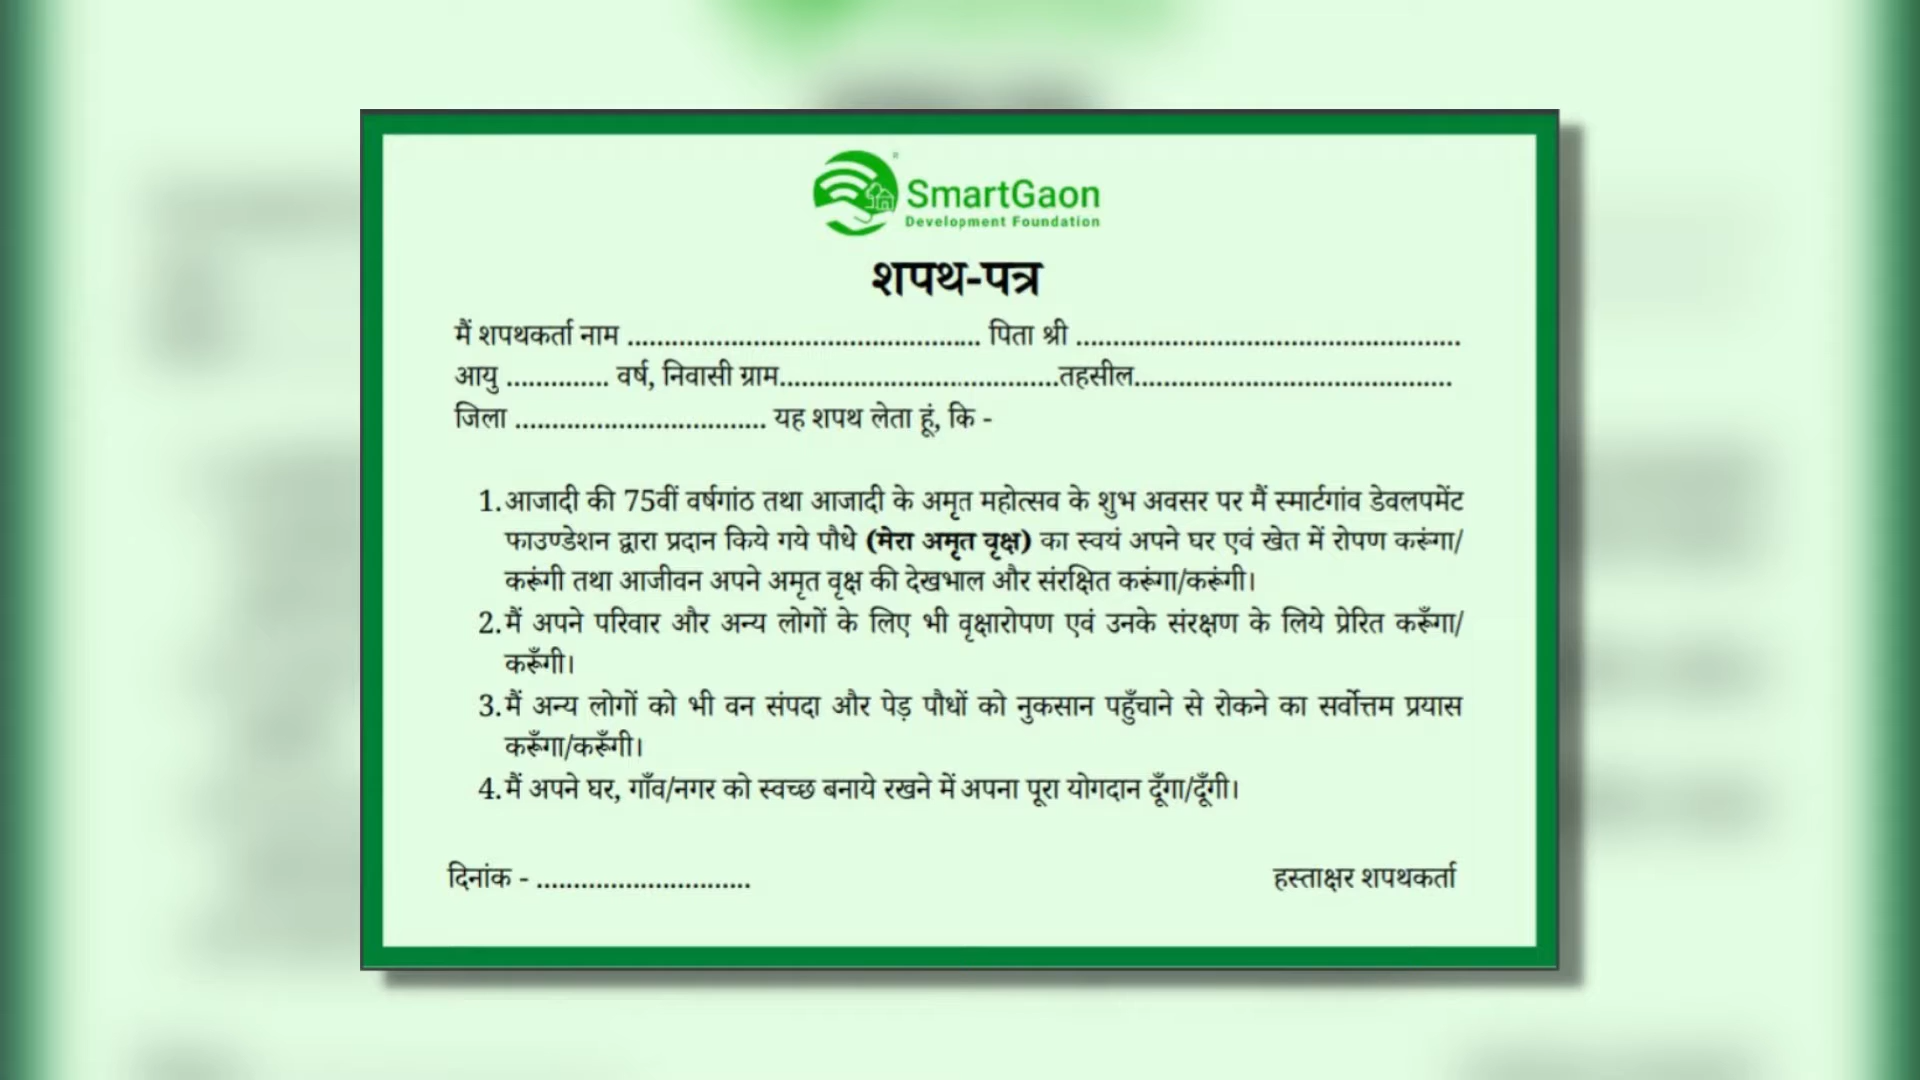 SmartGaon
Development Foundation
शपथ-पत्र
मैं शपथकर्ता नाम ................................................ पिता श्री ....................................................
आयु .............. वर्ष, निवासी ग्राम......................................तहसील...........................................
जिला .................................. यह शपथ लेता हूं, कि -
1. आजादी की 75वीं वर्षगांठ तथा आजादी के अमृत महोत्सव के शुभ अवसर पर मैं स्मार्टगांव डेवलपमेंट
फाउण्डेशन द्वारा प्रदान किये गये पौधे (मेरा अमृत वृक्ष) का स्वयं अपने घर एवं खेत में रोपण करूंगा/
करूंगी तथा आजीवन अपने अमृत वृक्ष की देखभाल और संरक्षित करूंगा/करूंगी।
2. मैं अपने परिवार और अन्य लोगों के लिए भी वृक्षारोपण एवं उनके संरक्षण के लिये प्रेरित करूँगा/
करूँगी।
3. मैं अन्य लोगों को भी वन संपदा और पेड़ पौधों को नुकसान पहुँचाने से रोकने का सर्वोत्तम प्रयास
करूँगा/करूँगी।
4. मैं अपने घर, गाँव/नगर को स्वच्छ बनाये रखने में अपना पूरा योगदान दूँगा/दूँगी।
दिनांक - ............................. हस्ताक्षर शपथकर्ता